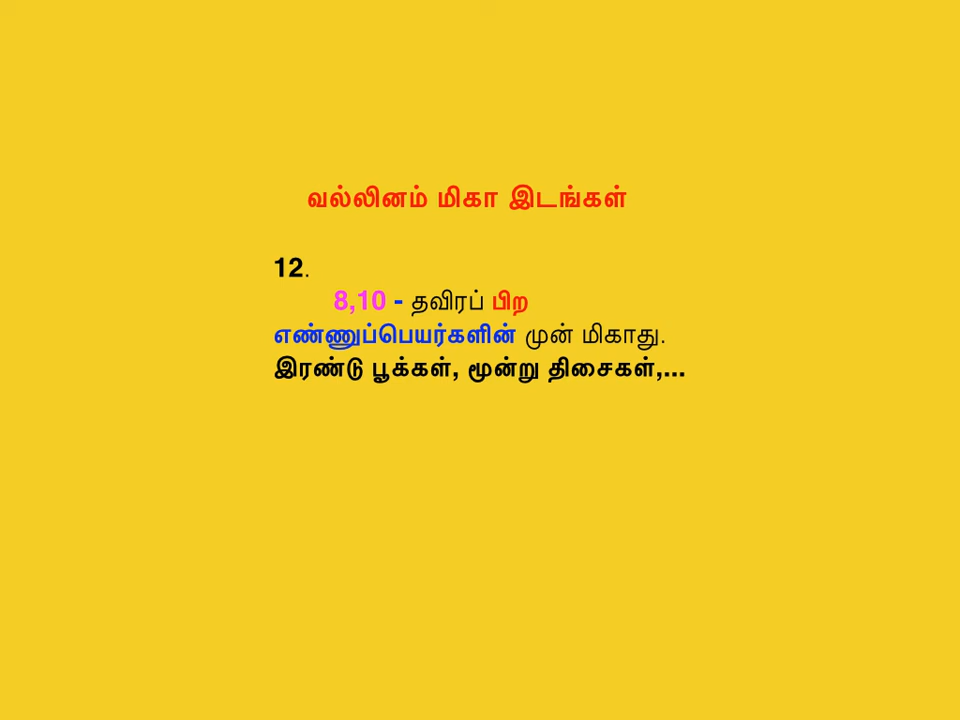 வல்லினம் மிகா இடங்கள்
12.
8,10 - தவிரப் பிற
எண்ணுப்பெயர்களின் முன் மிகாது.
இரண்டு பூக்கள், மூன்று திசைகள்,...